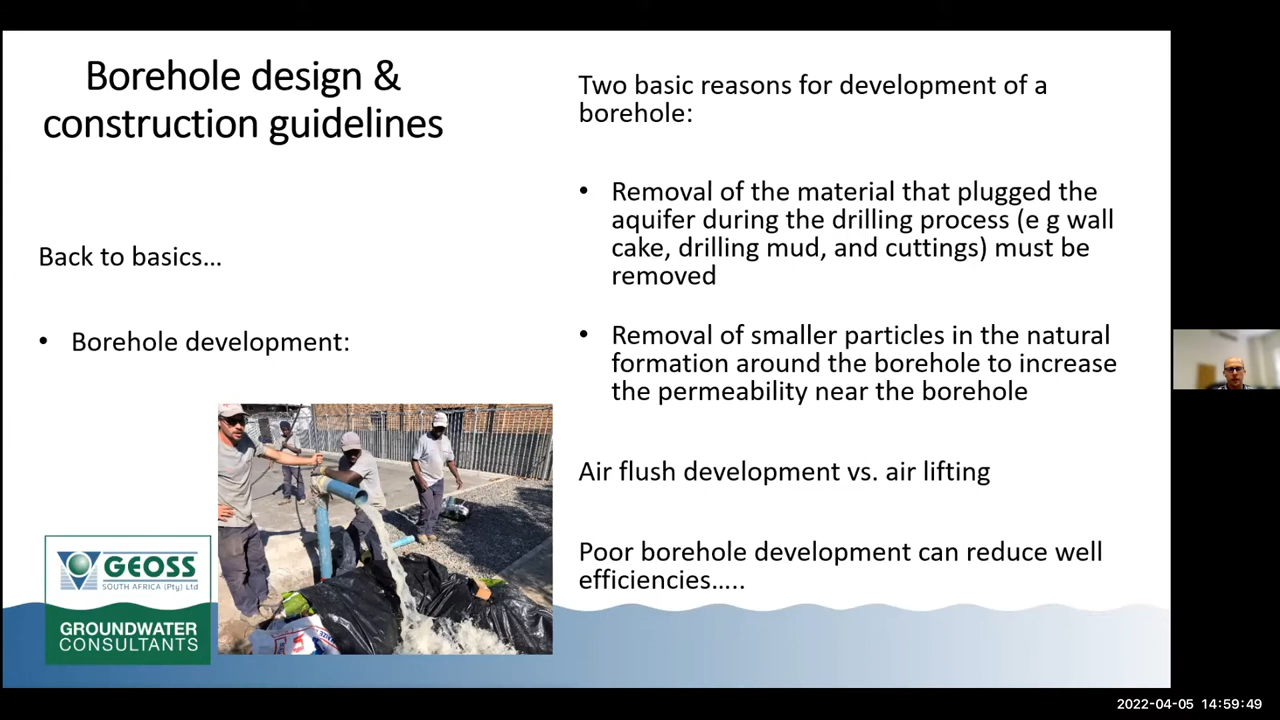 Borehole design &
construction guidelines
Back to basics…
• Borehole development:
GEOSS
SOUTH AFRICA (Pty) Ltd
GROUNDWATER
CONSULTANTS
Two basic reasons for development of a
borehole:
• Removal of the material that plugged the
aquifer during the drilling process (e g wall
cake, drilling mud, and cuttings) must be
removed
• Removal of smaller particles in the natural
formation around the borehole to increase
the permeability near the borehole
Air flush development vs. air lifting
Poor borehole development can reduce well
efficiencies…..
2022-04-05 14:59:49